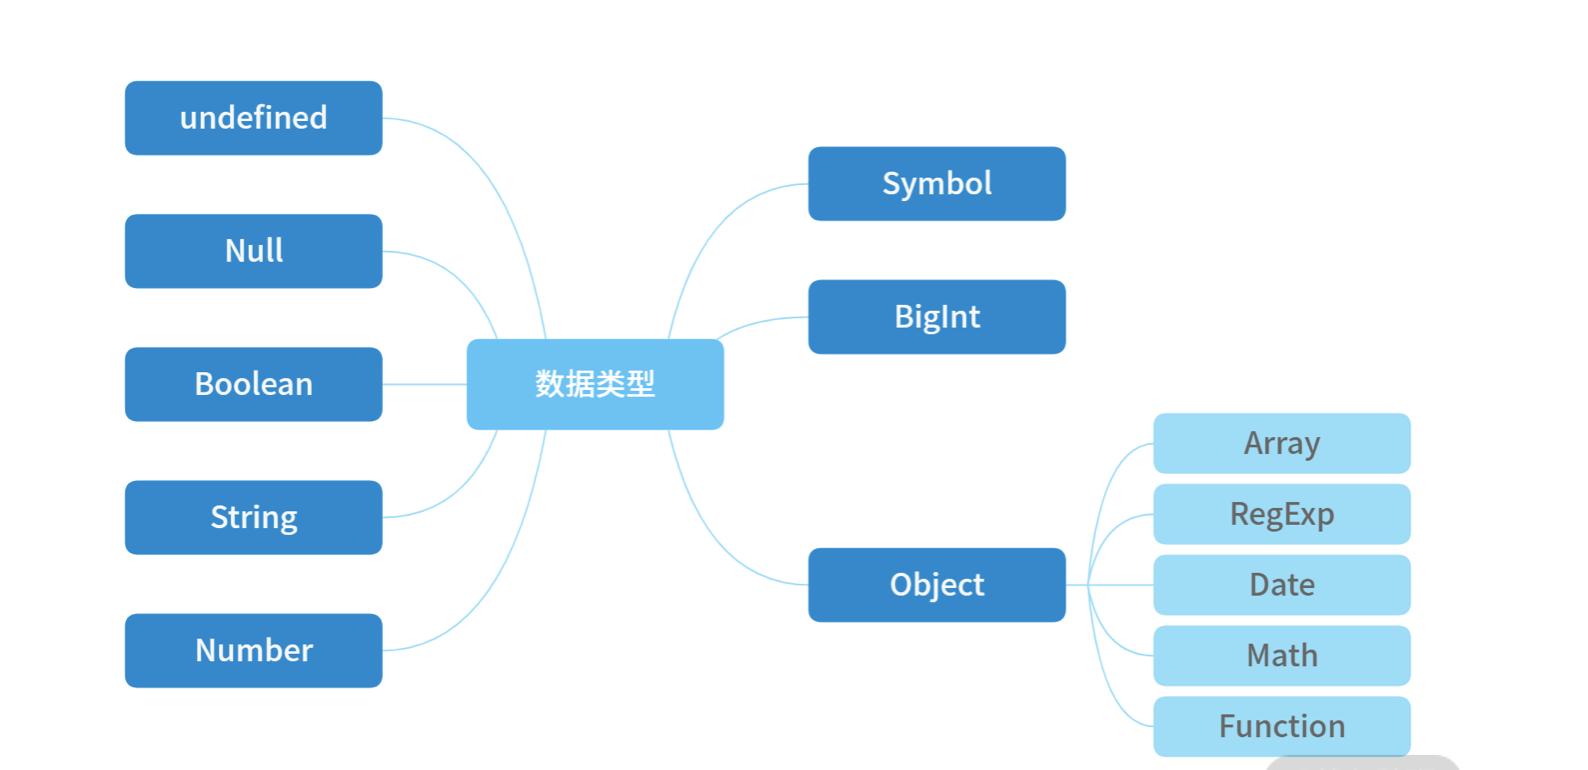 undefined
Null
Boolean
String
Number
数据类型
Symbol
BigInt
Object
Array
RegExp
Date
Math
Function